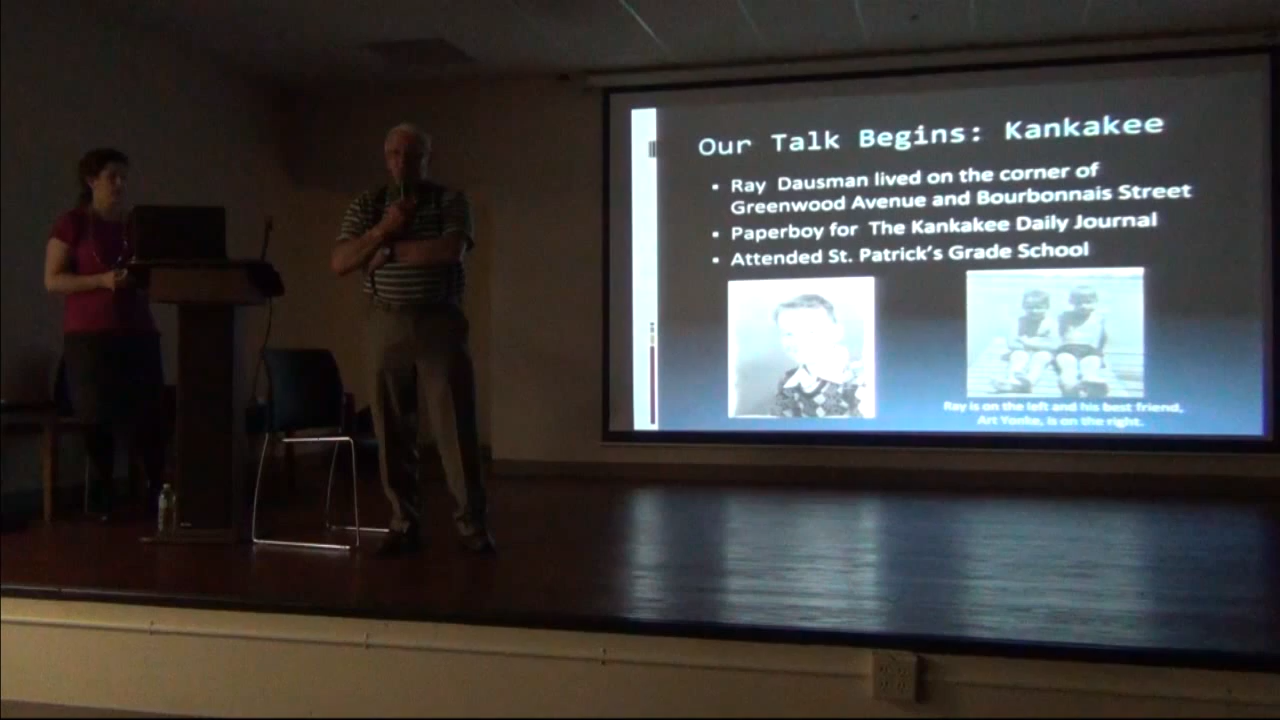 Our Talk Begins: Kankakee
▪ Ray Dausman lived on the corner of
Greenwood Avenue and Bourbonnais Street
▪ Paperboy for The Kankakee Daily Journal
▪ Attended St. Patrick's Grade School
Ray is on the left and his best friend,
Art Yonke, is on the right.